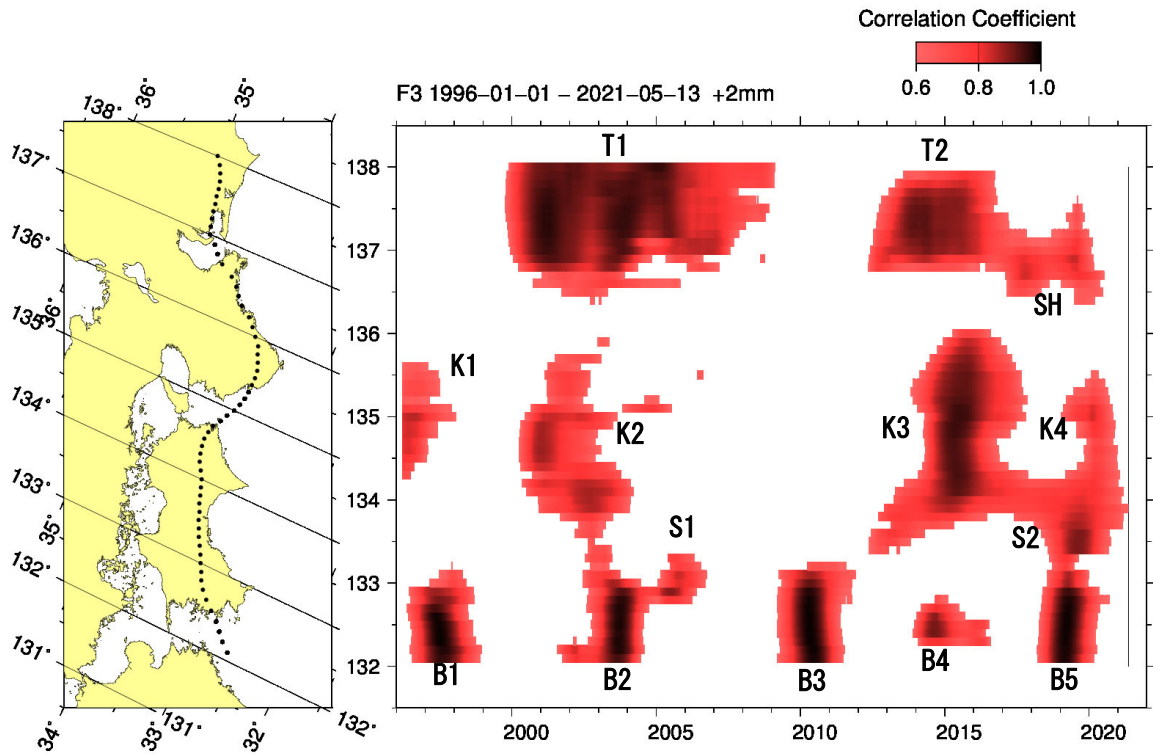 Correlation Coefficient
0.6 0.8 1.0
F3 1996−01−01 − 2021−05−13 +2mm
138° 36° 35°
137°
136°
36°
135°
134°
133°
35°
132°
131°
34° 33° 131° 32° 132°
138
137
136
135
134
133
132
T1
T2
SH
K1
K2
K3
K4
S1
S2
B1
B2
B3
B4
B5
2000 2005 2010 2015 2020